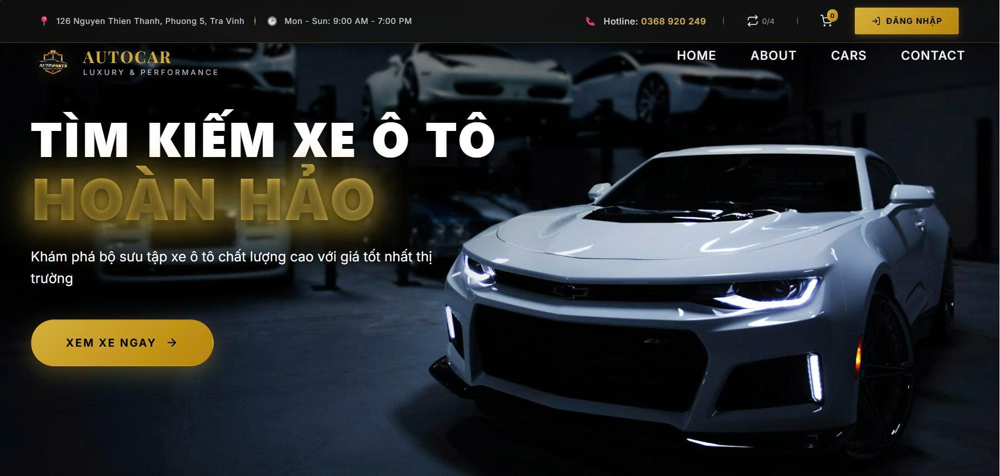 126 Nguyen Thien Thanh, Phuong 5, Tra Vinh
Mon - Sun: 9:00 AM - 7:00 PM
Hotline: 0368 920 249
0/4
0
ĐĂNG NHẬP
AUTO PARTS
AUTOCAR
LUXURY & PERFORMANCE
HOME ABOUT CARS CONTACT
TÌM KIẾM XE Ô TÔ
HOÀN HẢO
Khám phá bộ sưu tập xe ô tô chất lượng cao với giá tốt nhất thị
trường
XEM XE NGAY
ZL1